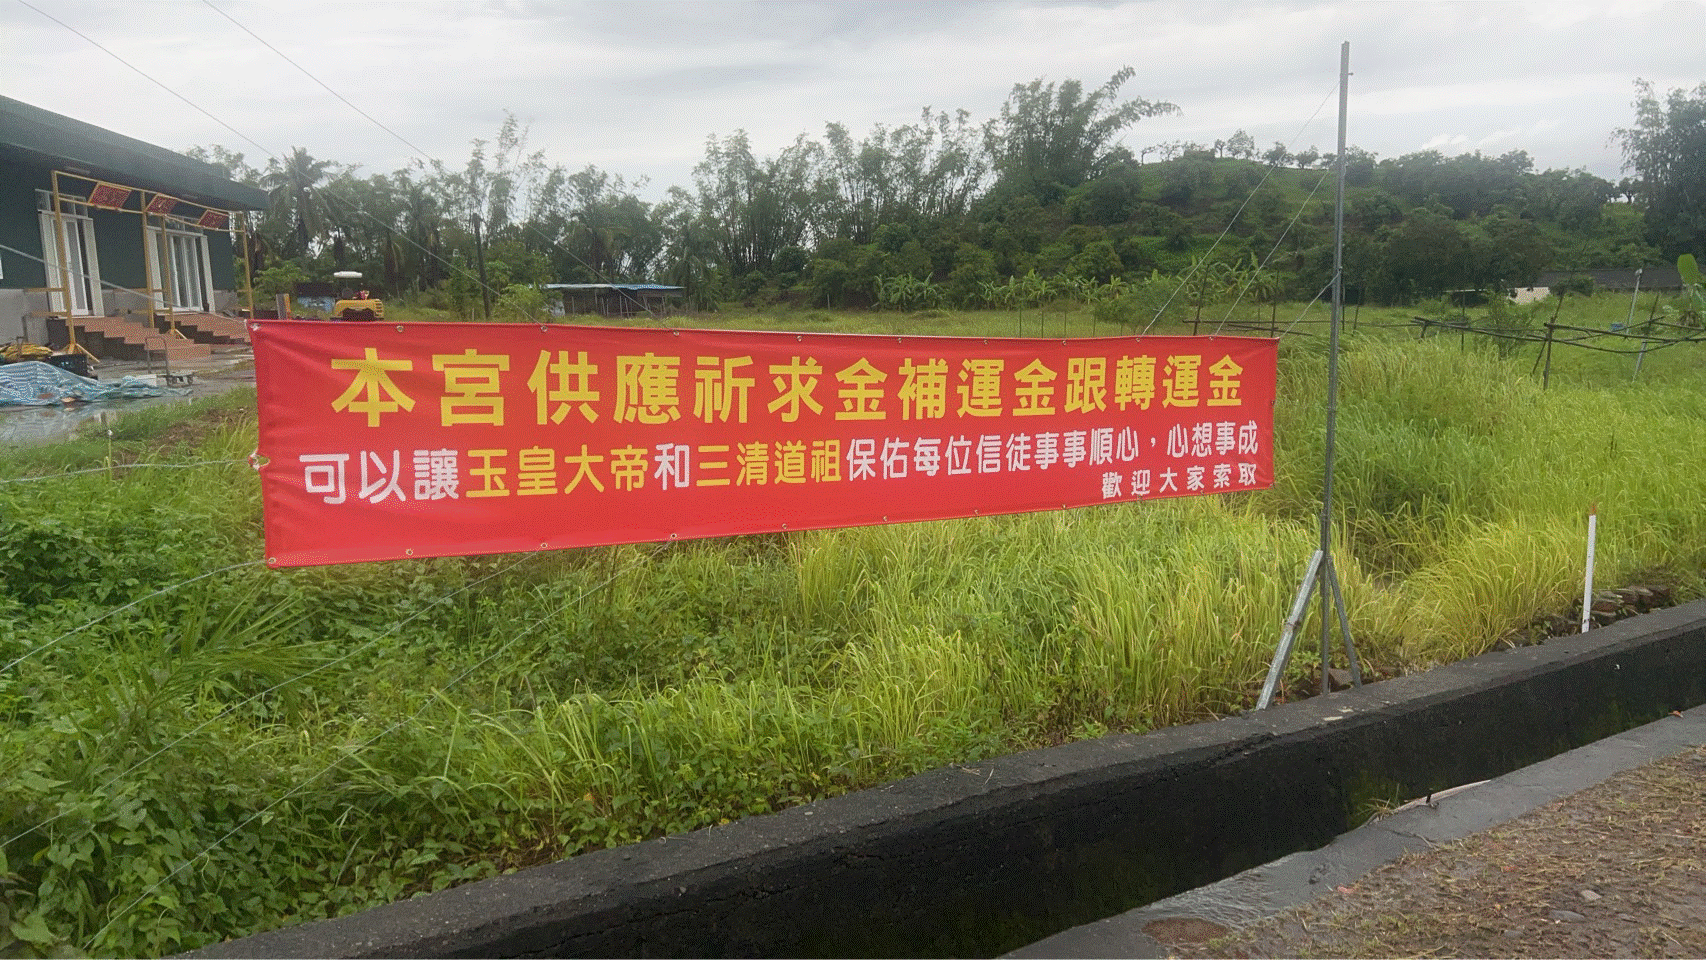 本宮供應祈求金補運金跟轉運金
可以讓玉皇大帝和三清道祖保佑每位信徒事事順心，心想事成
歡迎大家索取